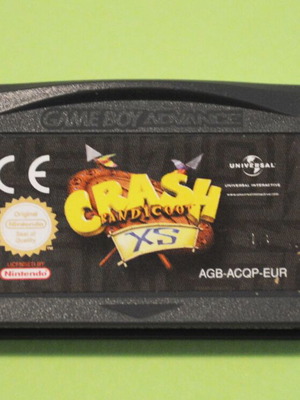 GAME BOY ADVANCE
CE
CRASH
BANDICOOT
XS
UNIVERSAL
UNIVERSAL INTERACTIVE
Original
Nintendo
Seal of
Quality
LICENSED BY
Nintendo
AGB-ACQP-EUR